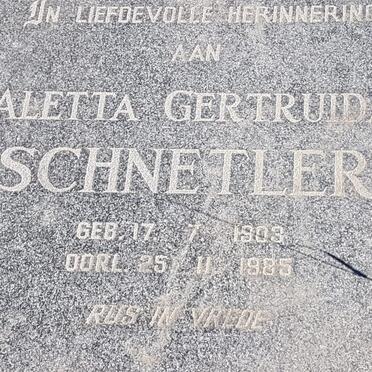 IN LIEFDEVOLLE HERINNERING
AAN
ALETTA GERTRUIDA
SCHNETLER
GEB. 17. 7. 1903
OORL. 25. 11. 1985
RUS IN VREDE